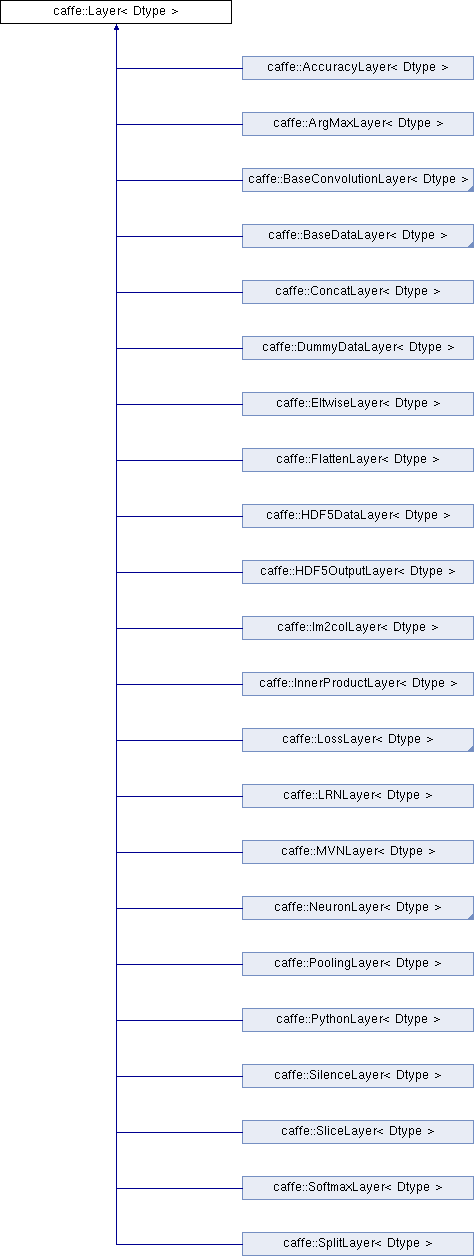 caffe::Layer< Dtype >
caffe::AccuracyLayer< Dtype >
caffe::ArgMaxLayer< Dtype >
caffe::BaseConvolutionLayer< Dtype >
caffe::BaseDataLayer< Dtype >
caffe::ConcatLayer< Dtype >
caffe::DummyDataLayer< Dtype >
caffe::EltwiseLayer< Dtype >
caffe::FlattenLayer< Dtype >
caffe::HDF5DataLayer< Dtype >
caffe::HDF5OutputLayer< Dtype >
caffe::Im2colLayer< Dtype >
caffe::InnerProductLayer< Dtype >
caffe::LossLayer< Dtype >
caffe::LRNLayer< Dtype >
caffe::MVNLayer< Dtype >
caffe::NeuronLayer< Dtype >
caffe::PoolingLayer< Dtype >
caffe::PythonLayer< Dtype >
caffe::SilenceLayer< Dtype >
caffe::SliceLayer< Dtype >
caffe::SoftmaxLayer< Dtype >
caffe::SplitLayer< Dtype >